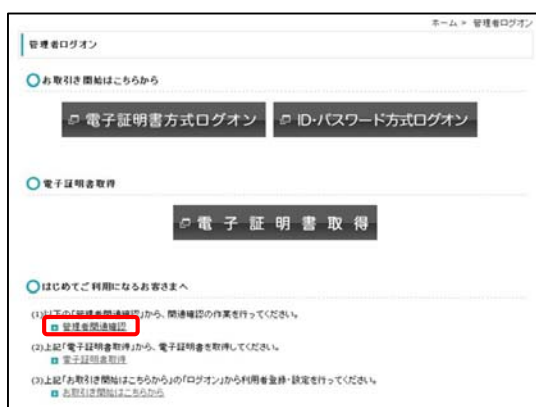 ホーム > 管理者ログオン
管理者ログオン
お取引き開始はこちらから
電子証明書方式ログオン
ID・パスワード方式ログオン
電子証明書取得
電子証明書取得
はじめてご利用になるお客さまへ
(1)以下の「管理者開通確認」から、開通確認の作業を行ってください。
管理者開通確認
(2)上記「電子証明書取得」から、電子証明書を取得してください。
電子証明書取得
(3)上記「お取引き開始はこちらから」の「ログオン」から利用者登録・設定を行ってください。
お取引き開始はこちらから